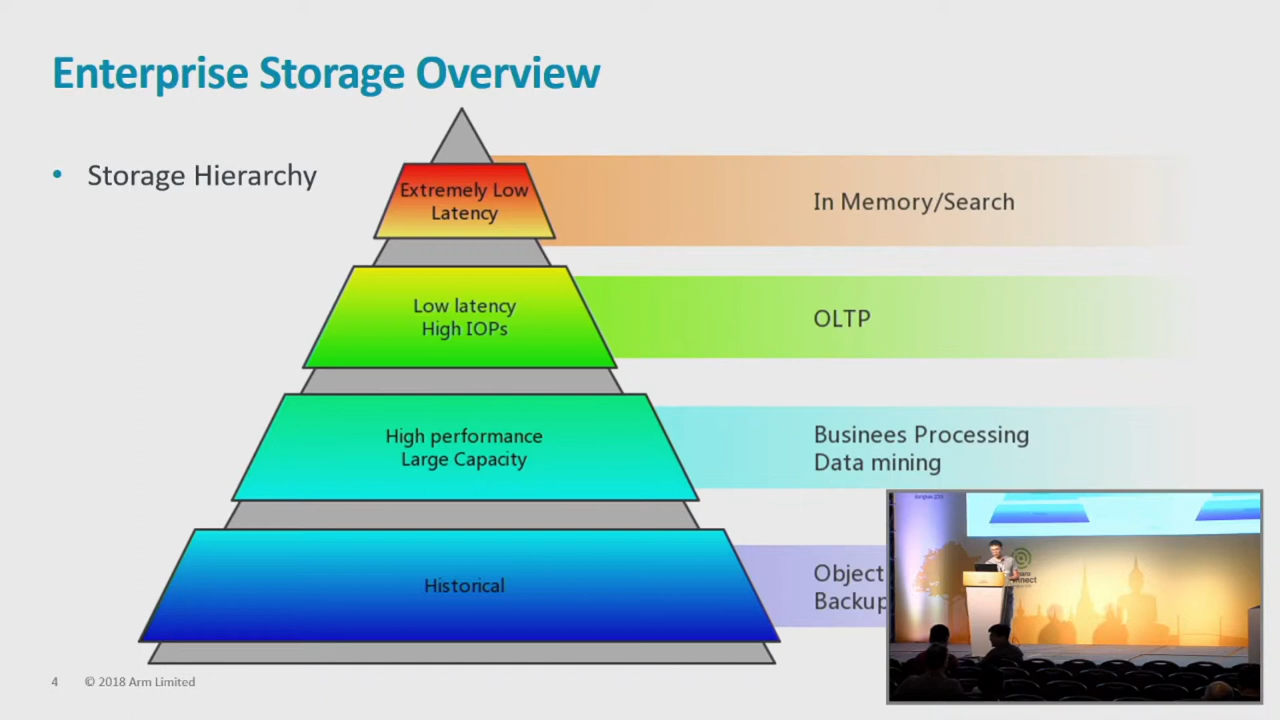 Enterprise Storage Overview
• Storage Hierarchy
Extremely Low
Latency
In Memory/Search
Low latency
High IOPs
OLTP
High performance
Large Capacity
Businees Processing
Data mining
Historical
Object
Backup
4 © 2018 Arm Limited